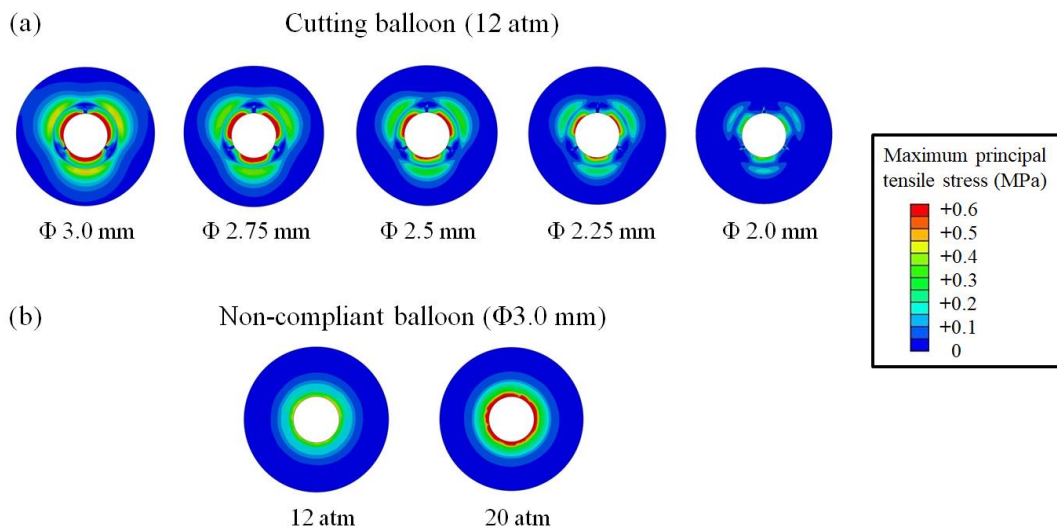 (a)
Cutting balloon (12 atm)
Φ 3.0 mm
Φ 2.75 mm
Φ 2.5 mm
Φ 2.25 mm
Φ 2.0 mm
Maximum principal
tensile stress (MPa)
+0.6
+0.5
+0.4
+0.3
+0.2
+0.1
0
(b)
Non-compliant balloon (Φ3.0 mm)
12 atm
20 atm